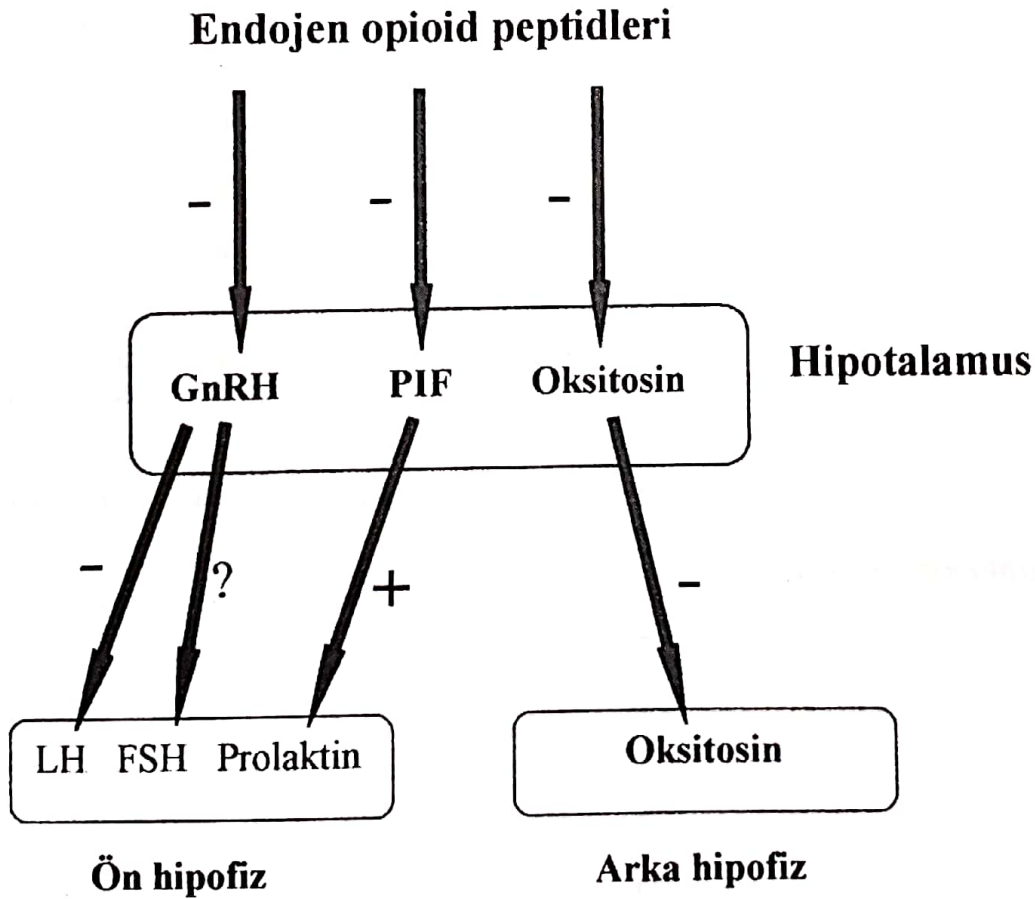 Endojen opioid peptidleri
- - -
Hipotalamus
GnRH PIF Oksitosin
- ? + -
LH FSH Prolaktin
Oksitosin
Ön hipofiz
Arka hipofiz